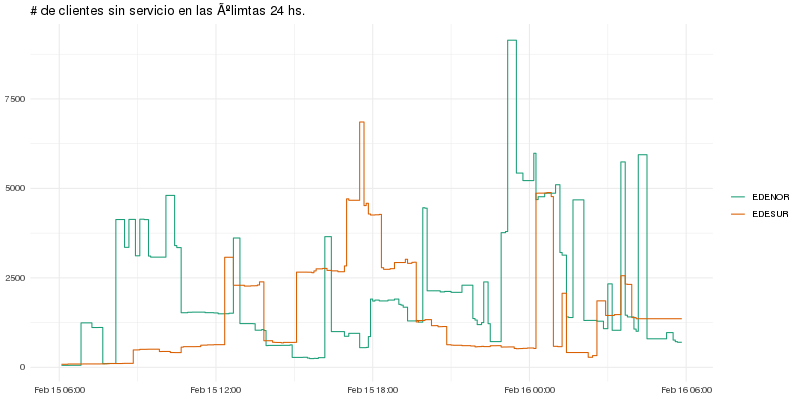 # de clientes sin servicio en las Ãºlimtas 24 hs.
7500
5000
2500
0
Feb 15 06:00 Feb 15 12:00 Feb 15 18:00 Feb 16 00:00 Feb 16 06:00
EDENOR
EDESUR